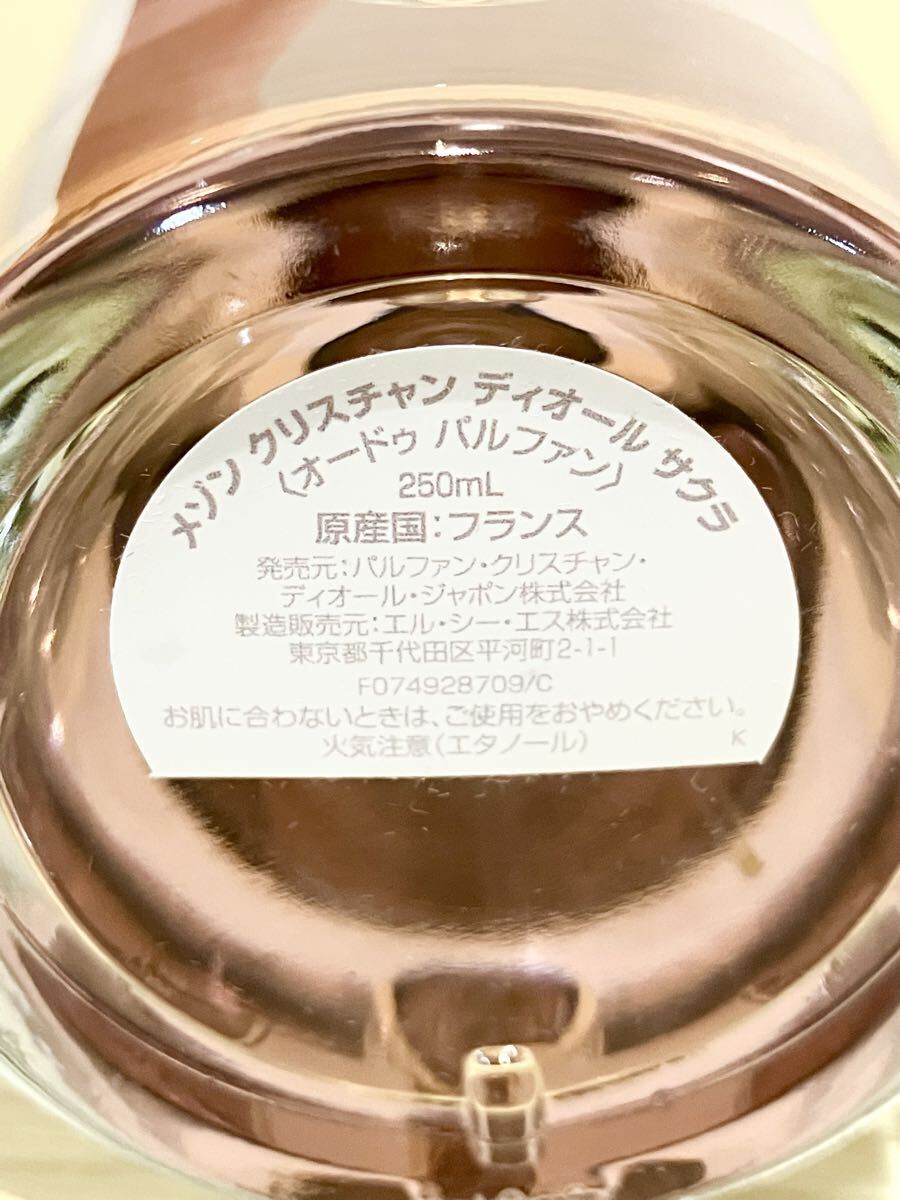 メゾン クリスチャン ディオール サクラ
（オードゥ パルファン）
250mL
原産国：フランス
発売元：パルファン・クリスチャン・
ディオール・ジャポン株式会社
製造販売元：エル・シー・エス株式会社
東京都千代田区平河町2-1-1
F074928709/C
お肌に合わないときは、ご使用をおやめください。
火気注意（エタノール） K